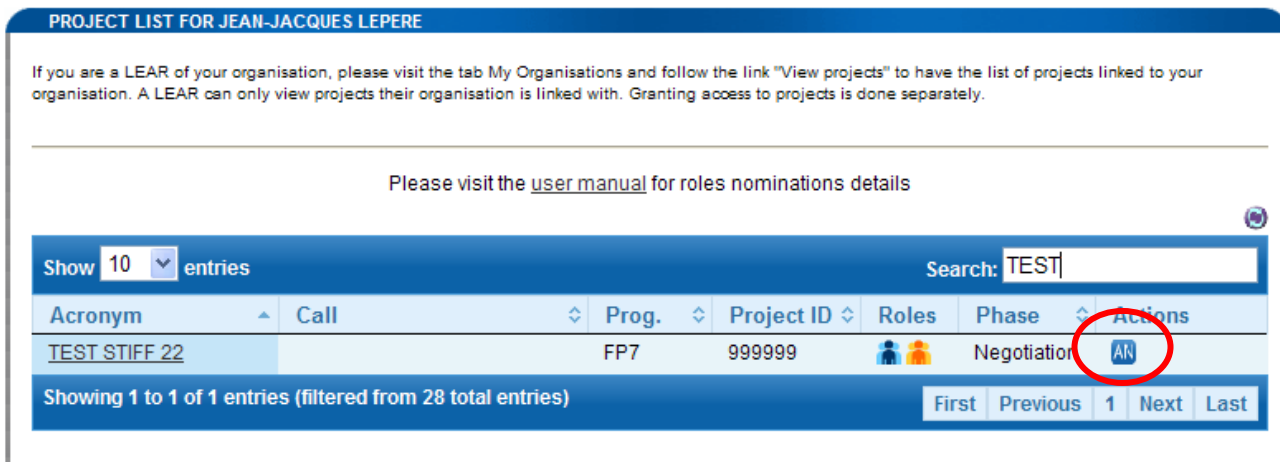 PROJECT LIST FOR JEAN-JACQUES LEPERE
If you are a LEAR of your organisation, please visit the tab My Organisations and follow the link "View projects" to have the list of projects linked to your
organisation. A LEAR can only view projects their organisation is linked with. Granting access to projects is done separately.
Please visit the user manual for roles nominations details
Show 10 entries Search: TEST
Acronym Call Prog. Project ID Roles Phase Actions
TEST STIFF 22 FP7 999999 Negotiation AN
Showing 1 to 1 of 1 entries (filtered from 28 total entries) First Previous 1 Next Last